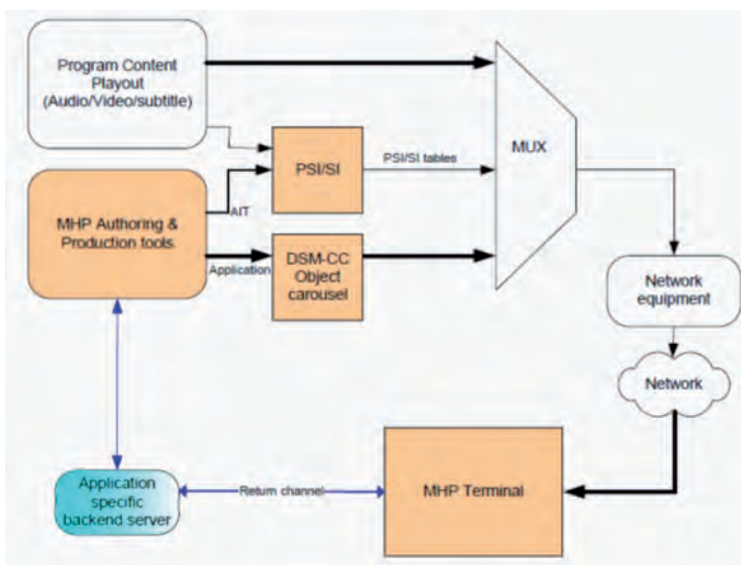 Program Content
Playout
(Audio/Video/subtitle)
MUX
PSI/SI
PSI/SI tables
MHP Authoring &
Production tools
AIT
Application
DSM-CC
Object
carousel
Network
equipment
Network
Application
specific
backend server
Return channel
MHP Terminal